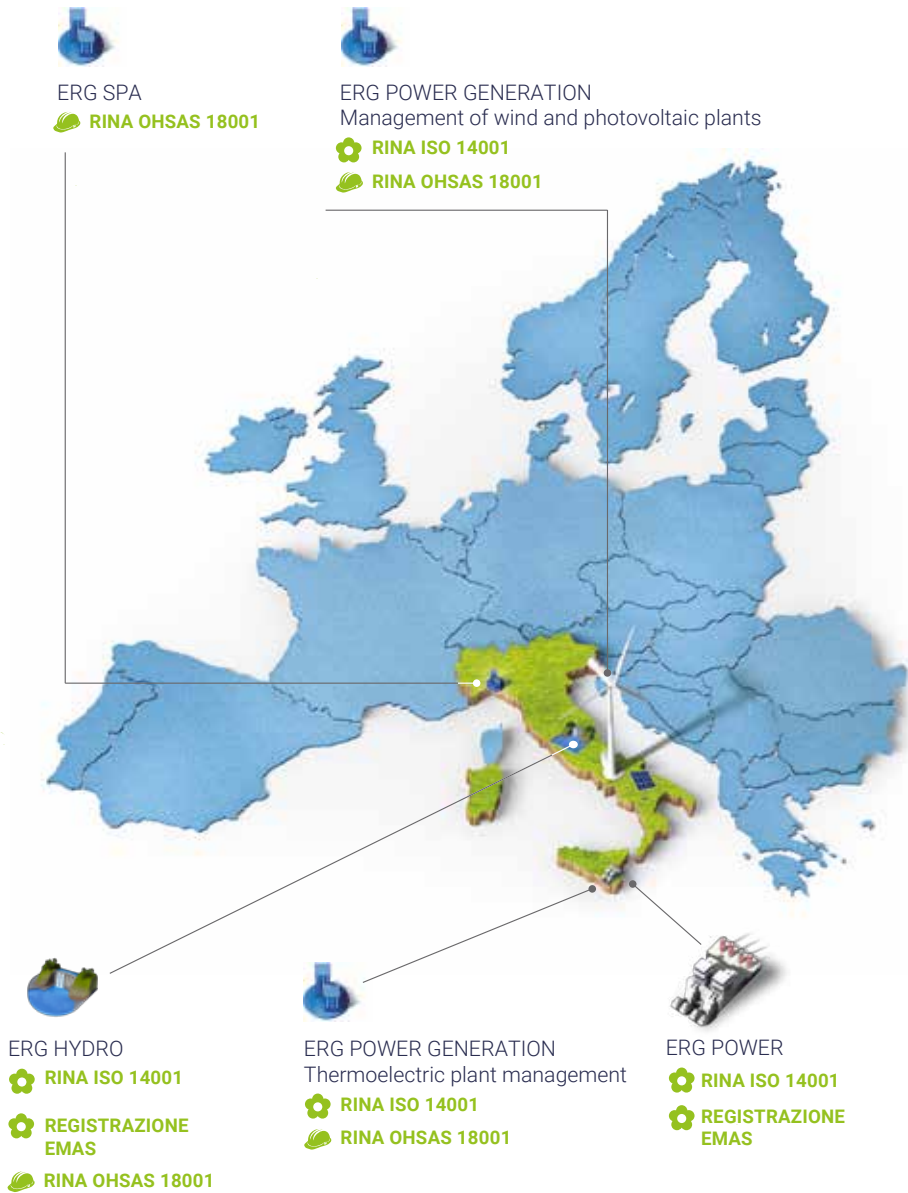 ERG SPA
RINA OHSAS 18001
ERG POWER GENERATION
Management of wind and photovoltaic plants
RINA ISO 14001
RINA OHSAS 18001
ERG HYDRO
RINA ISO 14001
REGISTRAZIONE
EMAS
RINA OHSAS 18001
ERG POWER GENERATION
Thermoelectric plant management
RINA ISO 14001
RINA OHSAS 18001
ERG POWER
RINA ISO 14001
REGISTRAZIONE
EMAS